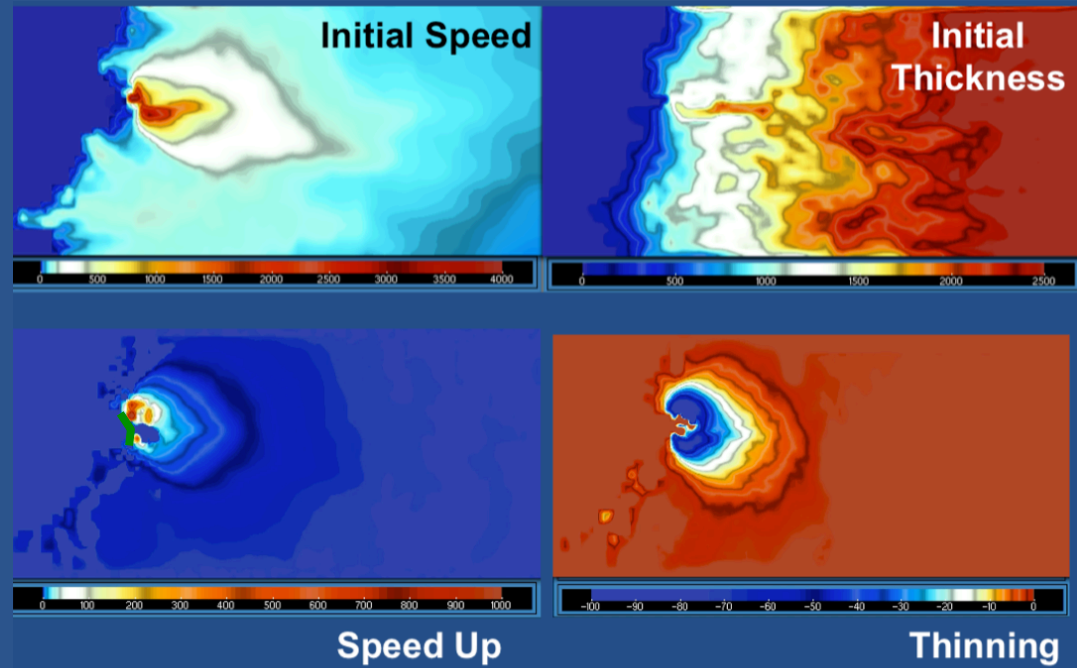 Initial Speed
Initial
Thickness
0 500 1000 1500 2000 2500 3000 3500 4000
0 500 1000 1500 2000 2500
0 100 200 300 400 500 600 700 800 900 1000
-100 -90 -80 -70 -60 -50 -40 -30 -20 -10 0
Speed Up
Thinning